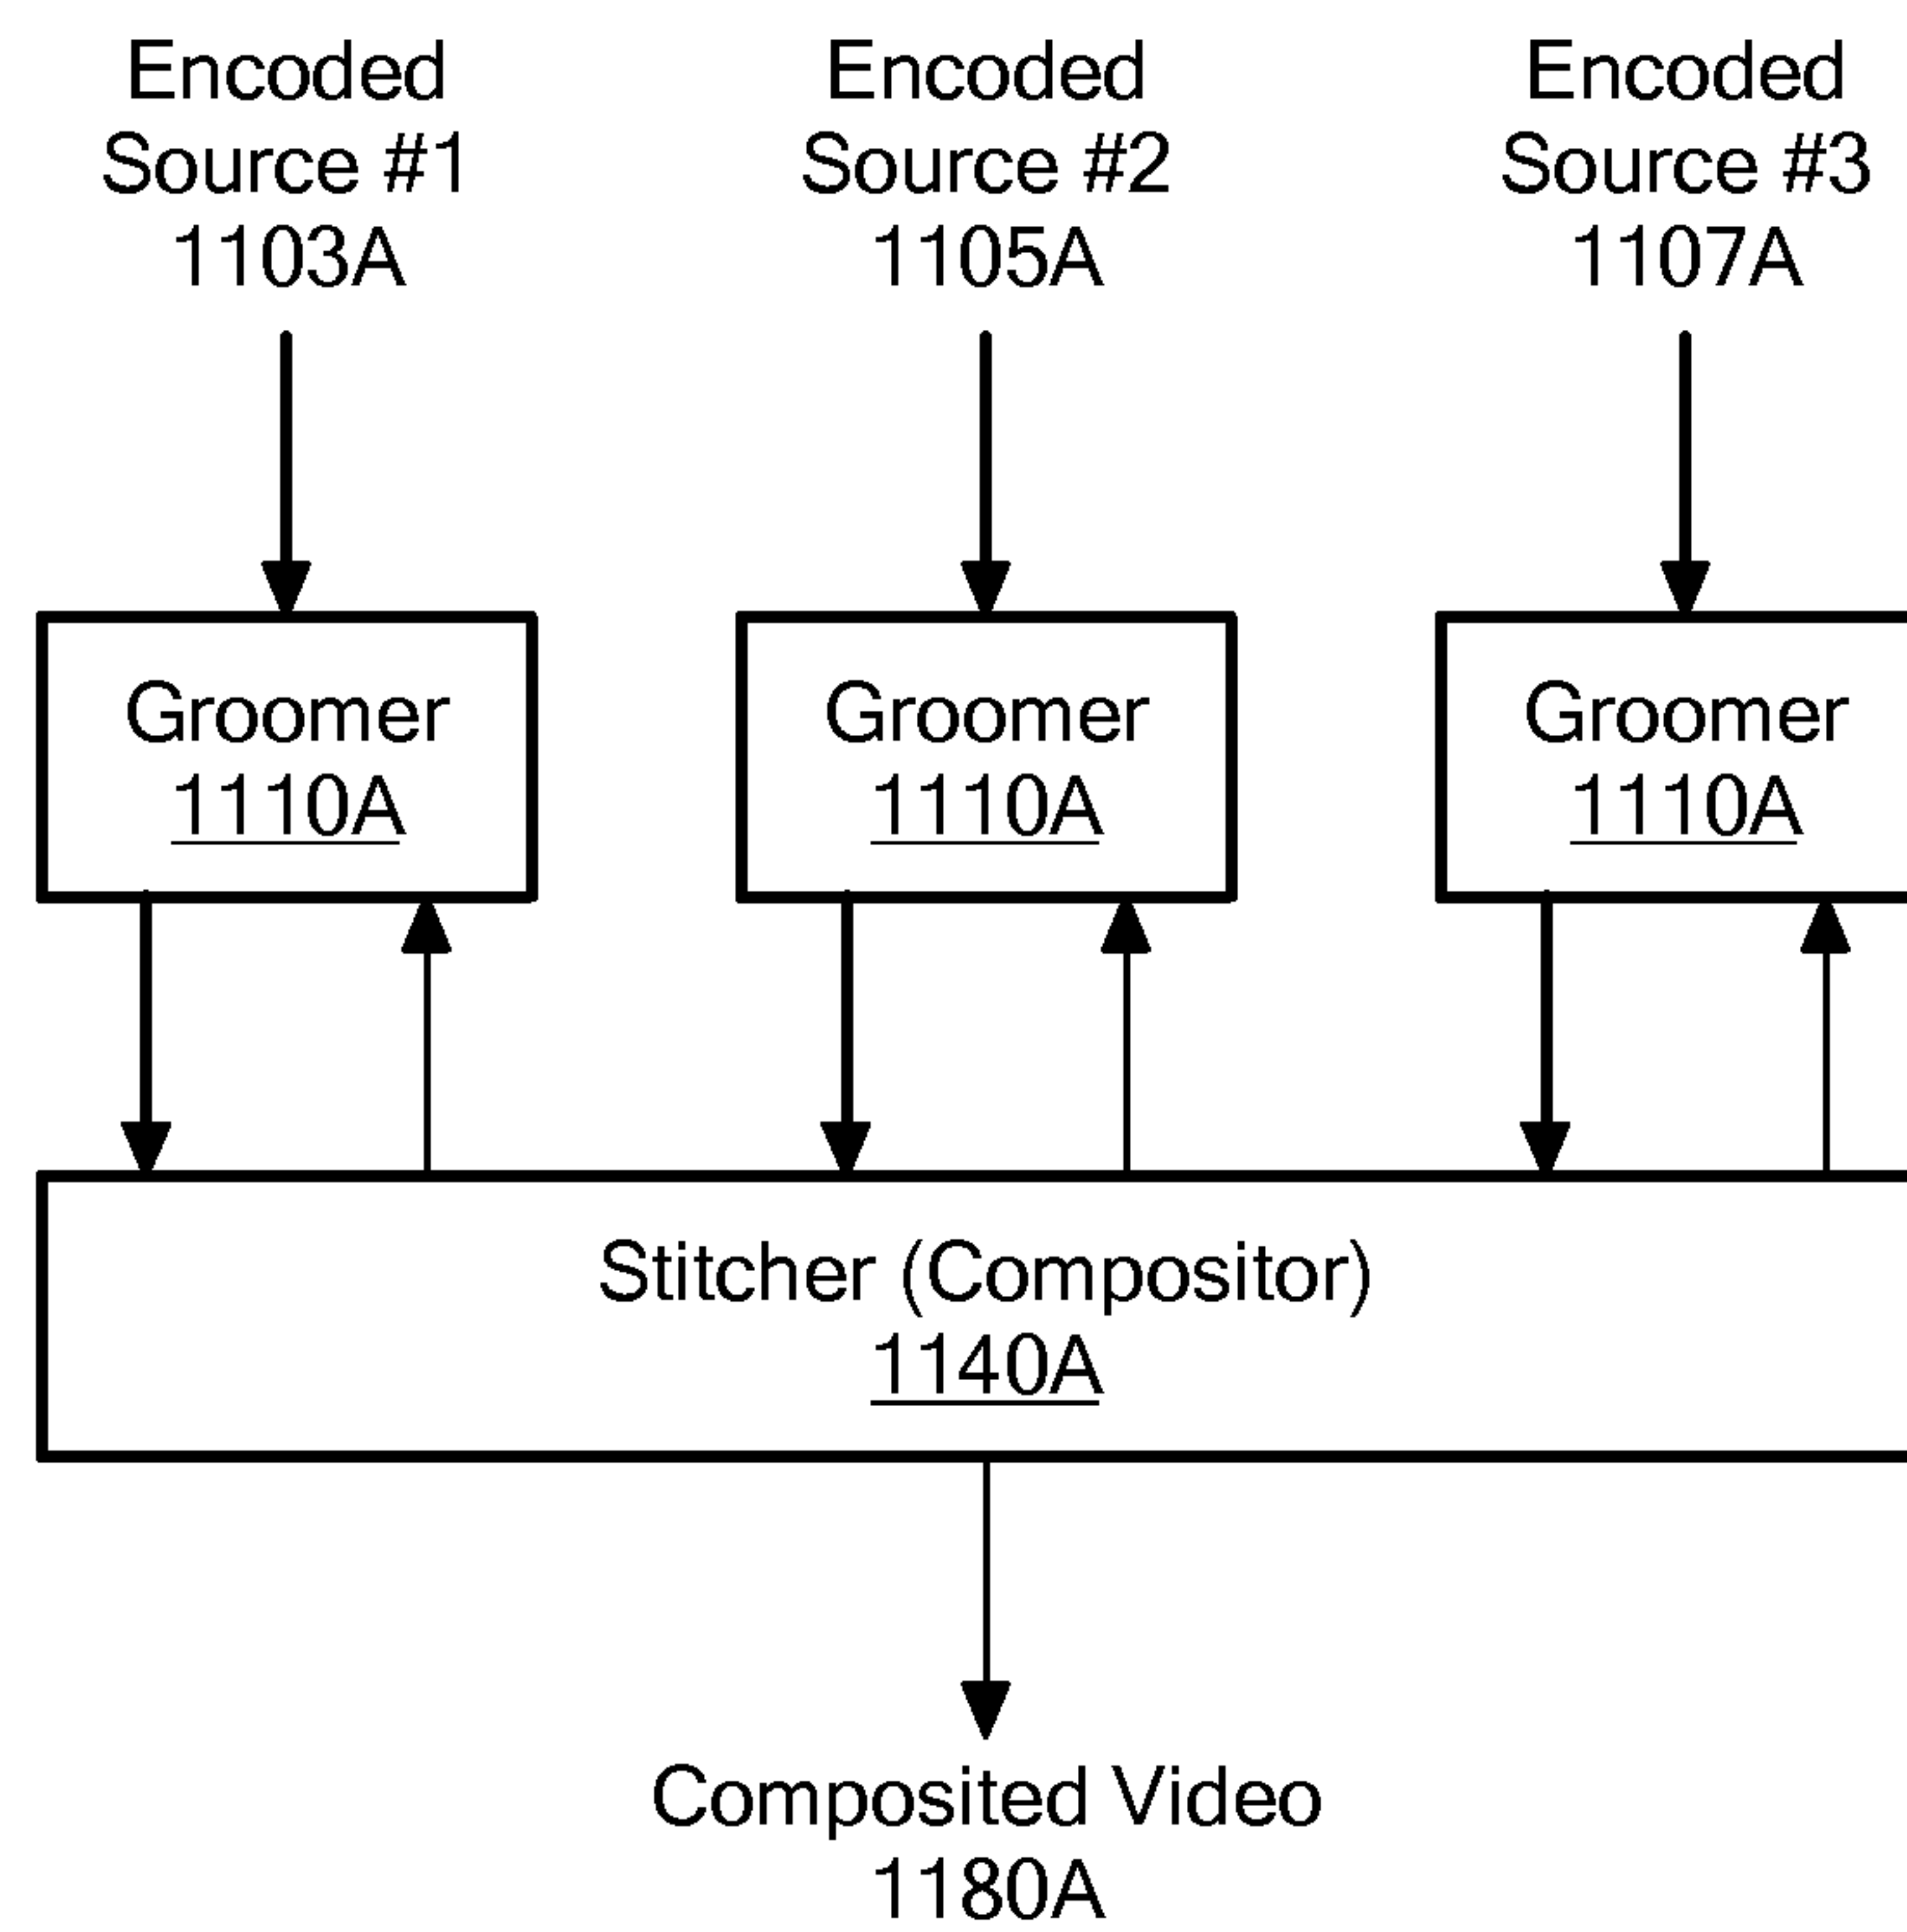 Encoded
Source #1
1103A
Encoded
Source #2
1105A
Encoded
Source #3
1107A
Groomer
1110A
Groomer
1110A
Groomer
1110A
Stitcher (Compositor)
1140A
Composited Video
1180A